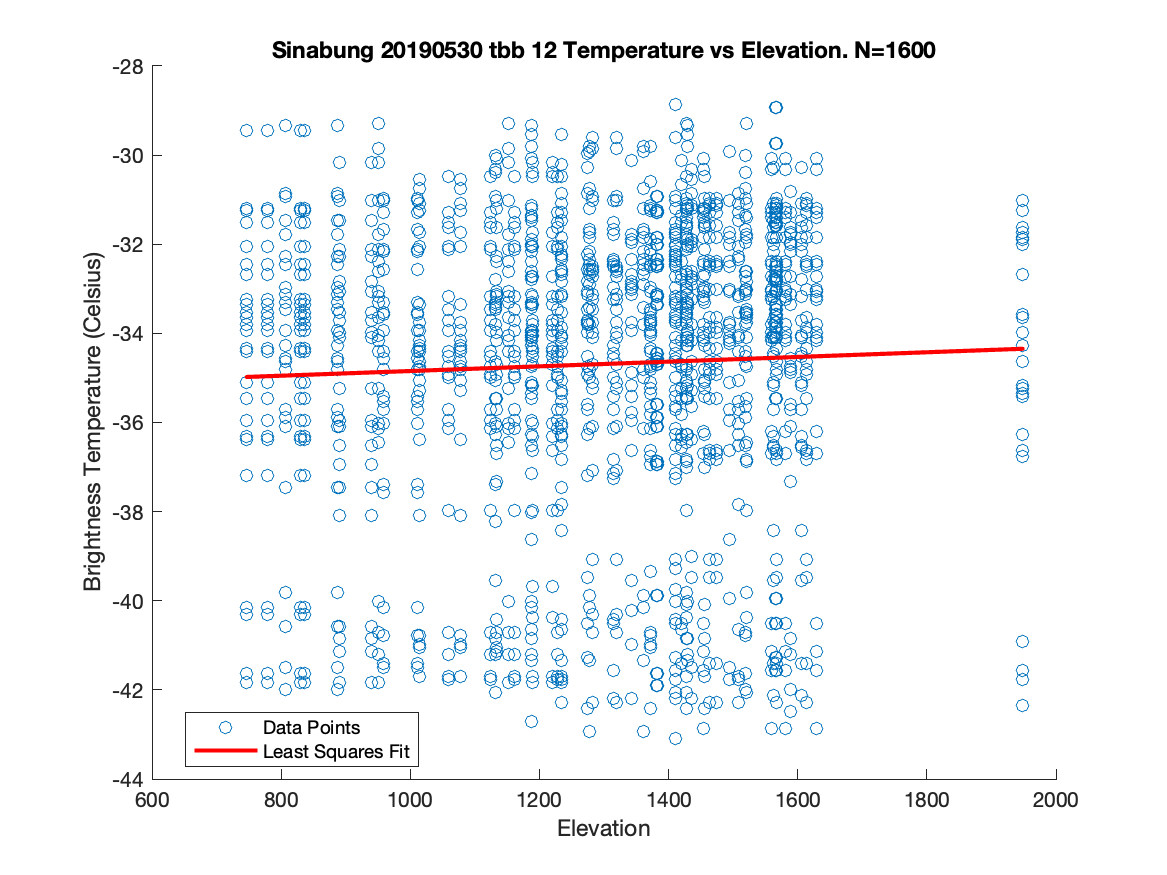 Sinabung 20190530 tbb 12 Temperature vs Elevation. N=1600
-28
-30
-32
-34
-36
-38
-40
-42
-44
Brightness Temperature (Celsius)
Data Points
Least Squares Fit
600 800 1000 1200 1400 1600 1800 2000
Elevation